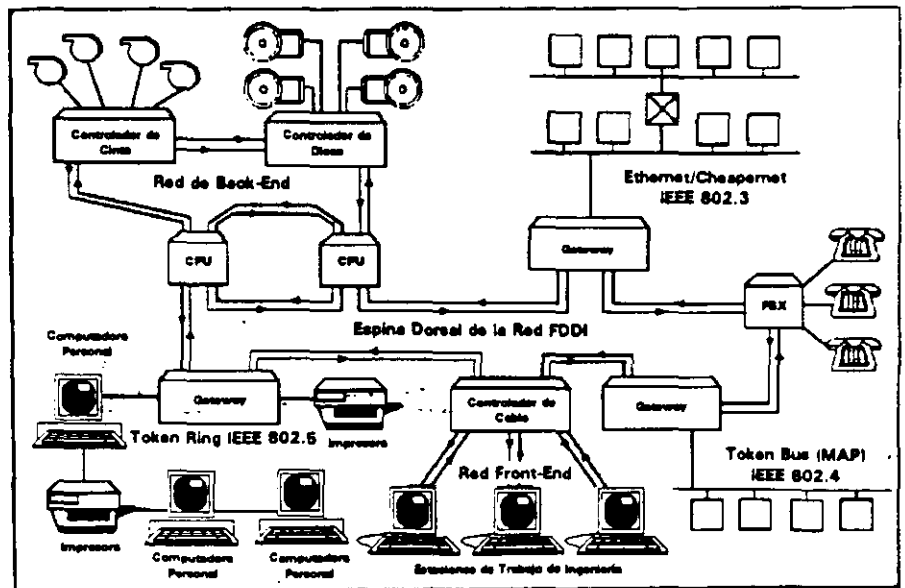 Controlador de
Cinta
Controlador de
Discos
Red de Back-End
Ethernet/Cheapernet
IEEE 802.3
CPU
CPU
Gateway
PBX
Espina Dorsal de la Red FDDI
Computadora
Personal
Gateway
Impresora
Controlador de
Cable
Gateway
Token Ring IEEE 802.5
Token Bus (MAP)
IEEE 802.4
Red Front-End
Impresora
Computadora
Personal
Computadora
Personal
Estaciones de Trabajo de Ingeniería